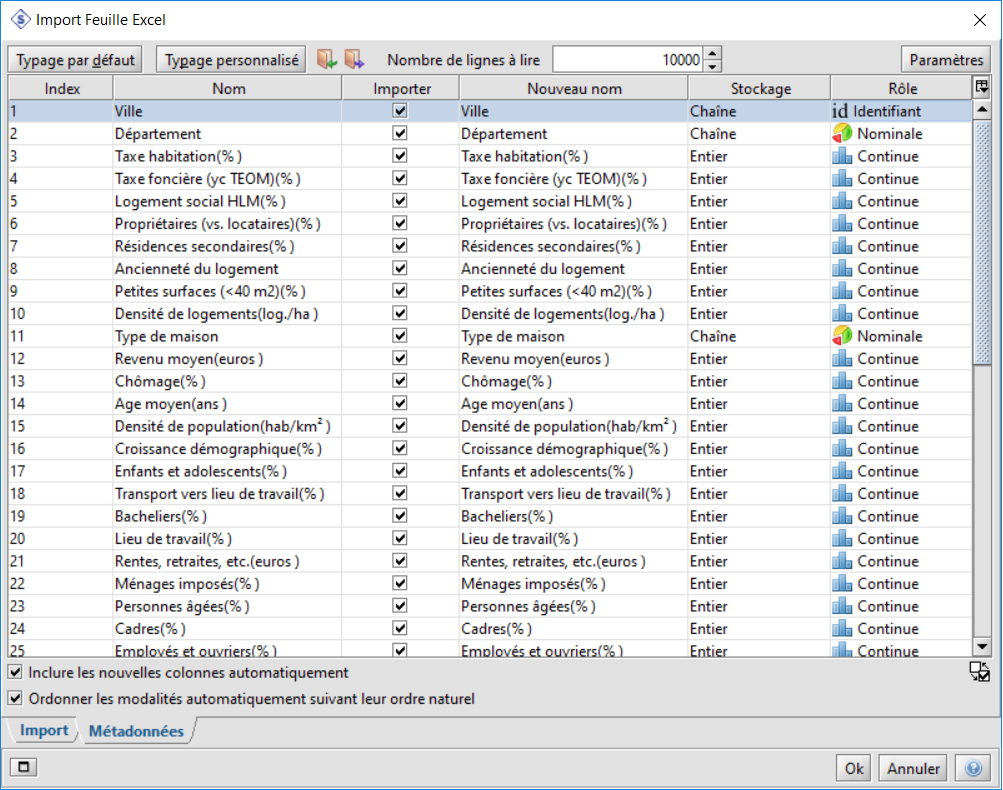 Import Feuille Excel
Typage par défaut Typage personnalisé Nombre de lignes à lire 10000 Paramètres
Index Nom Importer Nouveau nom Stockage Rôle
1 Ville Ville Chaîne id Identifiant
2 Département Département Chaîne Nominale
3 Taxe habitation(% ) Taxe habitation(% ) Entier Continue
4 Taxe foncière (yc TEOM)(% ) Taxe foncière (yc TEOM)(% ) Entier Continue
5 Logement social HLM(% ) Logement social HLM(% ) Entier Continue
6 Propriétaires (vs. locataires)(% ) Propriétaires (vs. locataires)(% ) Entier Continue
7 Résidences secondaires(% ) Résidences secondaires(% ) Entier Continue
8 Ancienneté du logement Ancienneté du logement Entier Continue
9 Petites surfaces (<40 m2)(% ) Petites surfaces (<40 m2)(% ) Entier Continue
10 Densité de logements(log./ha ) Densité de logements(log./ha ) Entier Continue
11 Type de maison Type de maison Chaîne Nominale
12 Revenu moyen(euros ) Revenu moyen(euros ) Entier Continue
13 Chômage(% ) Chômage(% ) Entier Continue
14 Age moyen(ans ) Age moyen(ans ) Entier Continue
15 Densité de population(hab/km² ) Densité de population(hab/km² ) Entier Continue
16 Croissance démographique(% ) Croissance démographique(% ) Entier Continue
17 Enfants et adolescents(% ) Enfants et adolescents(% ) Entier Continue
18 Transport vers lieu de travail(% ) Transport vers lieu de travail(% ) Entier Continue
19 Bacheliers(% ) Bacheliers(% ) Entier Continue
20 Lieu de travail(% ) Lieu de travail(% ) Entier Continue
21 Rentes, retraites, etc.(euros ) Rentes, retraites, etc.(euros ) Entier Continue
22 Ménages imposés(% ) Ménages imposés(% ) Entier Continue
23 Personnes âgées(% ) Personnes âgées(% ) Entier Continue
24 Cadres(% ) Cadres(% ) Entier Continue
25 Employés et ouvriers(% ) Employés et ouvriers(% ) Entier Continue
Inclure les nouvelles colonnes automatiquement
Ordonner les modalités automatiquement suivant leur ordre naturel
Import Métadonnées
Ok Annuler